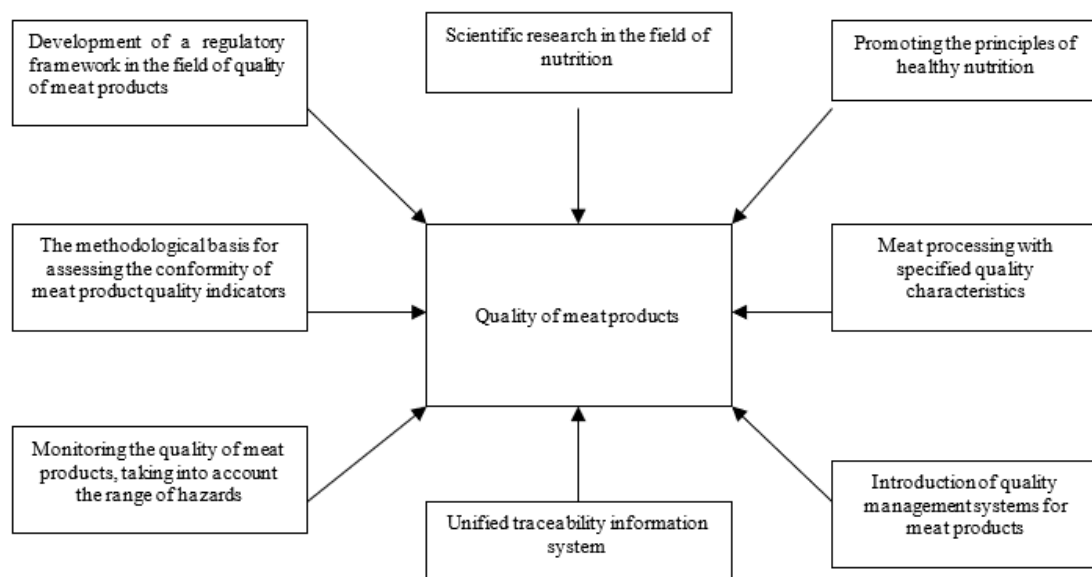 Development of a regulatory
framework in the field of quality
of meat products
Scientific research in the field of
nutrition
Promoting the principles of
healthy nutrition
The methodological basis for
assessing the conformity of
meat product quality indicators
Quality of meat products
Meat processing with
specified quality
characteristics
Monitoring the quality of meat
products, taking into account
the range of hazards
Unified traceability information
system
Introduction of quality
management systems for
meat products